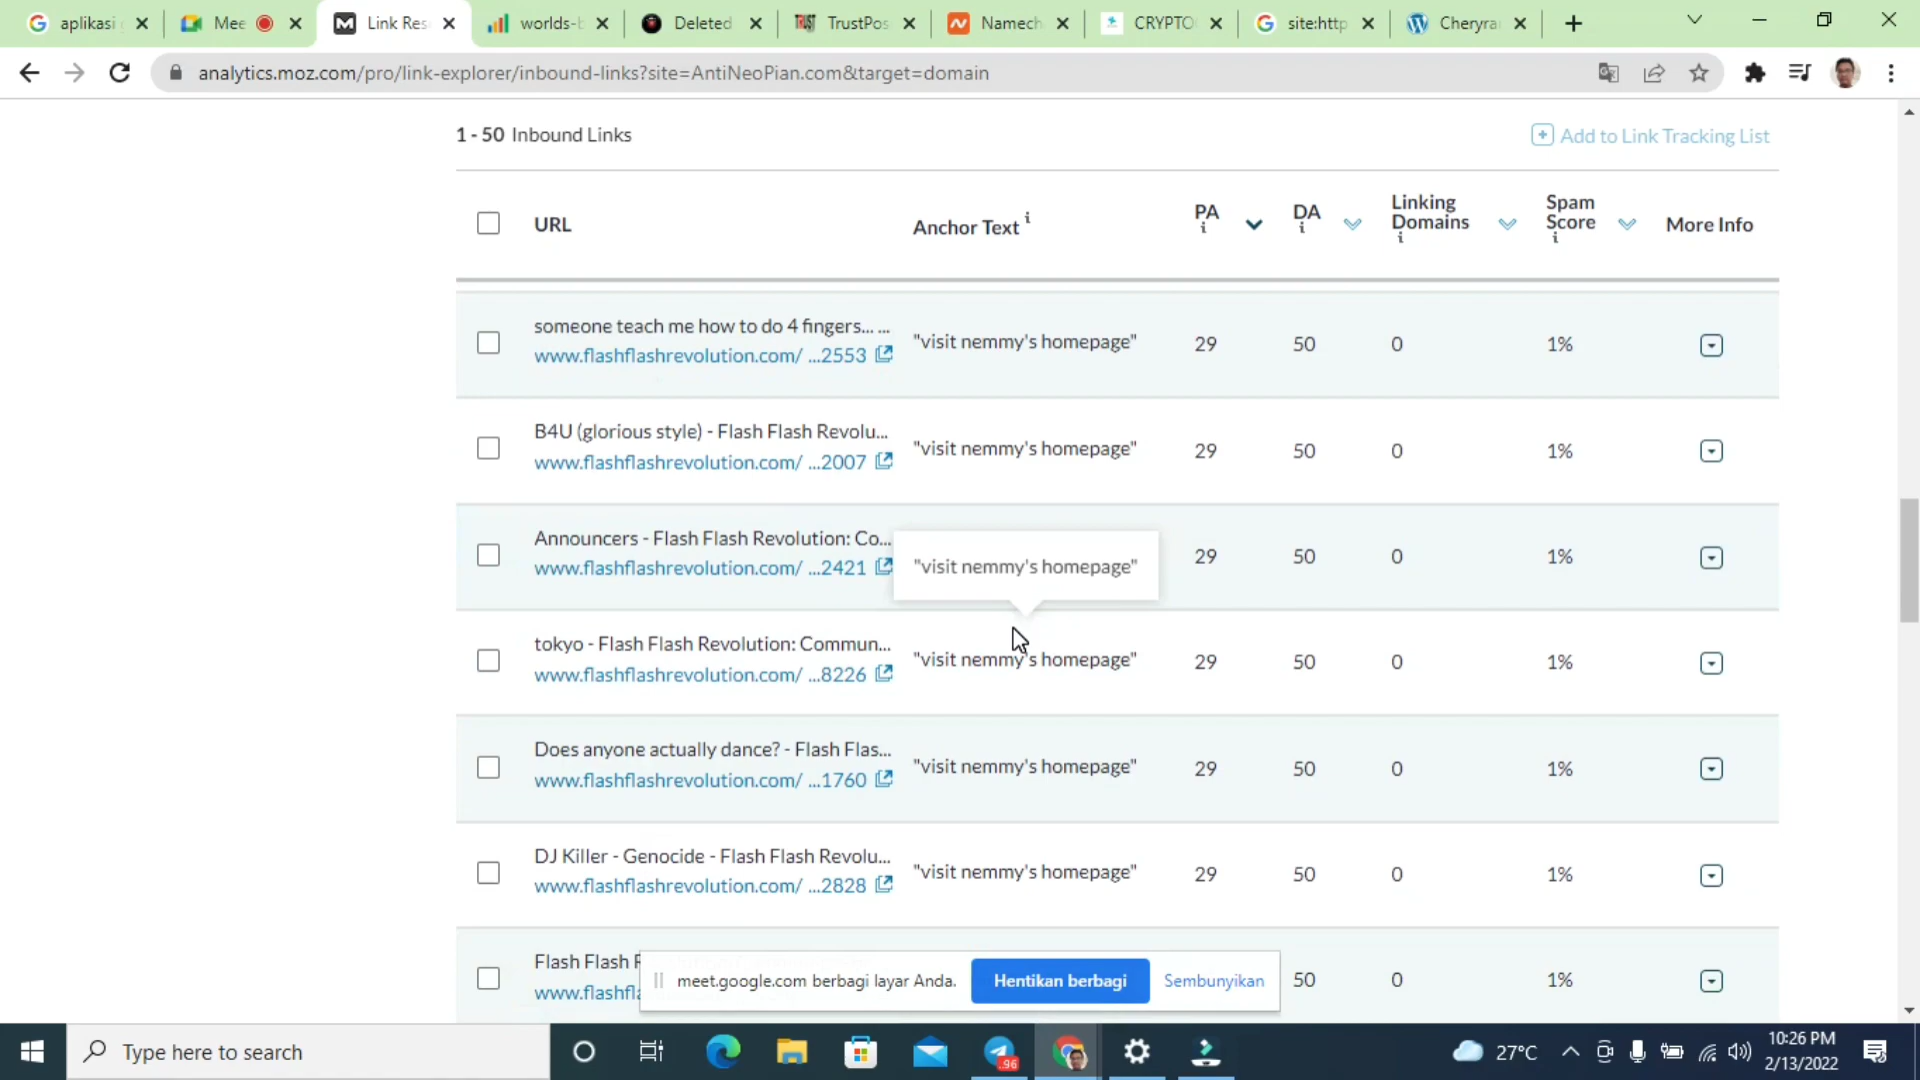 aplikasi
Mee
Link Res
worlds-b
Deleted
TrustPos
Namech
CRYPTO
site:http
Cheryra
analytics.moz.com/pro/link-explorer/inbound-links?site=AntiNeoPian.com&target=domain
1 - 50 Inbound Links
Add to Link Tracking List
URL
Anchor Text i
PA i
DA i
Linking Domains i
Spam Score i
More Info
someone teach me how to do 4 fingers... ...
www.flashflashrevolution.com/ ...2553
"visit nemmy's homepage" 29 50 0 1%
B4U (glorious style) - Flash Flash Revolu...
www.flashflashrevolution.com/ ...2007
"visit nemmy's homepage" 29 50 0 1%
Announcers - Flash Flash Revolution: Co...
www.flashflashrevolution.com/ ...2421
"visit nemmy's homepage" 29 50 0 1%
tokyo - Flash Flash Revolution: Commun...
www.flashflashrevolution.com/ ...8226
"visit nemmy's homepage" 29 50 0 1%
Does anyone actually dance? - Flash Flas...
www.flashflashrevolution.com/ ...1760
"visit nemmy's homepage" 29 50 0 1%
DJ Killer - Genocide - Flash Flash Revolu...
www.flashflashrevolution.com/ ...2828
"visit nemmy's homepage" 29 50 0 1%
Flash Flash
www.flashfl
50 0 1%
meet.google.com berbagi layar Anda.
Hentikan berbagi
Sembunyikan
Type here to search
96
27°C
10:26 PM
2/13/2022